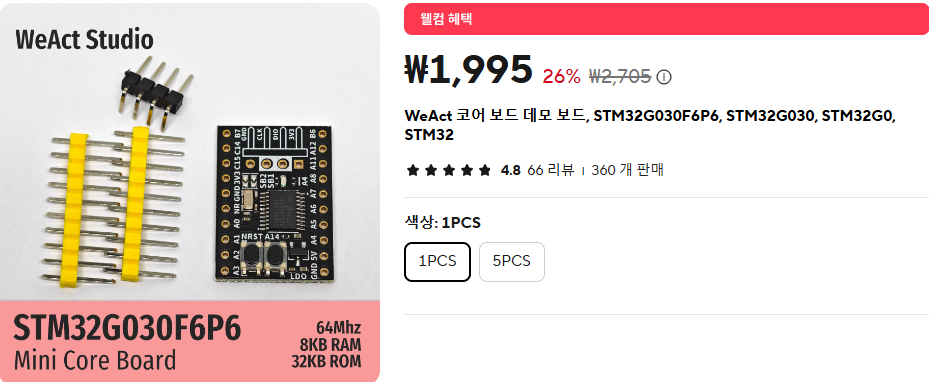 WeAct Studio
B7
C14
C15
3V3
GND
NR
A0
A1
A2
A3
GND
CLK
DIO
3V3
B6
A12
A11
A8
A7
A6
A5
A4
5V
GND
SB2
SB1
A4
NRST A14
LDO
STM32G030F6P6
Mini Core Board
64Mhz
8KB RAM
32KB ROM
웰컴 혜택
₩1,995 26% ₩2,705
WeAct 코어 보드 데모 보드, STM32G030F6P6, STM32G030, STM32G0,
STM32
4.8 66 리뷰 360 개 판매
색상: 1PCS
1PCS 5PCS